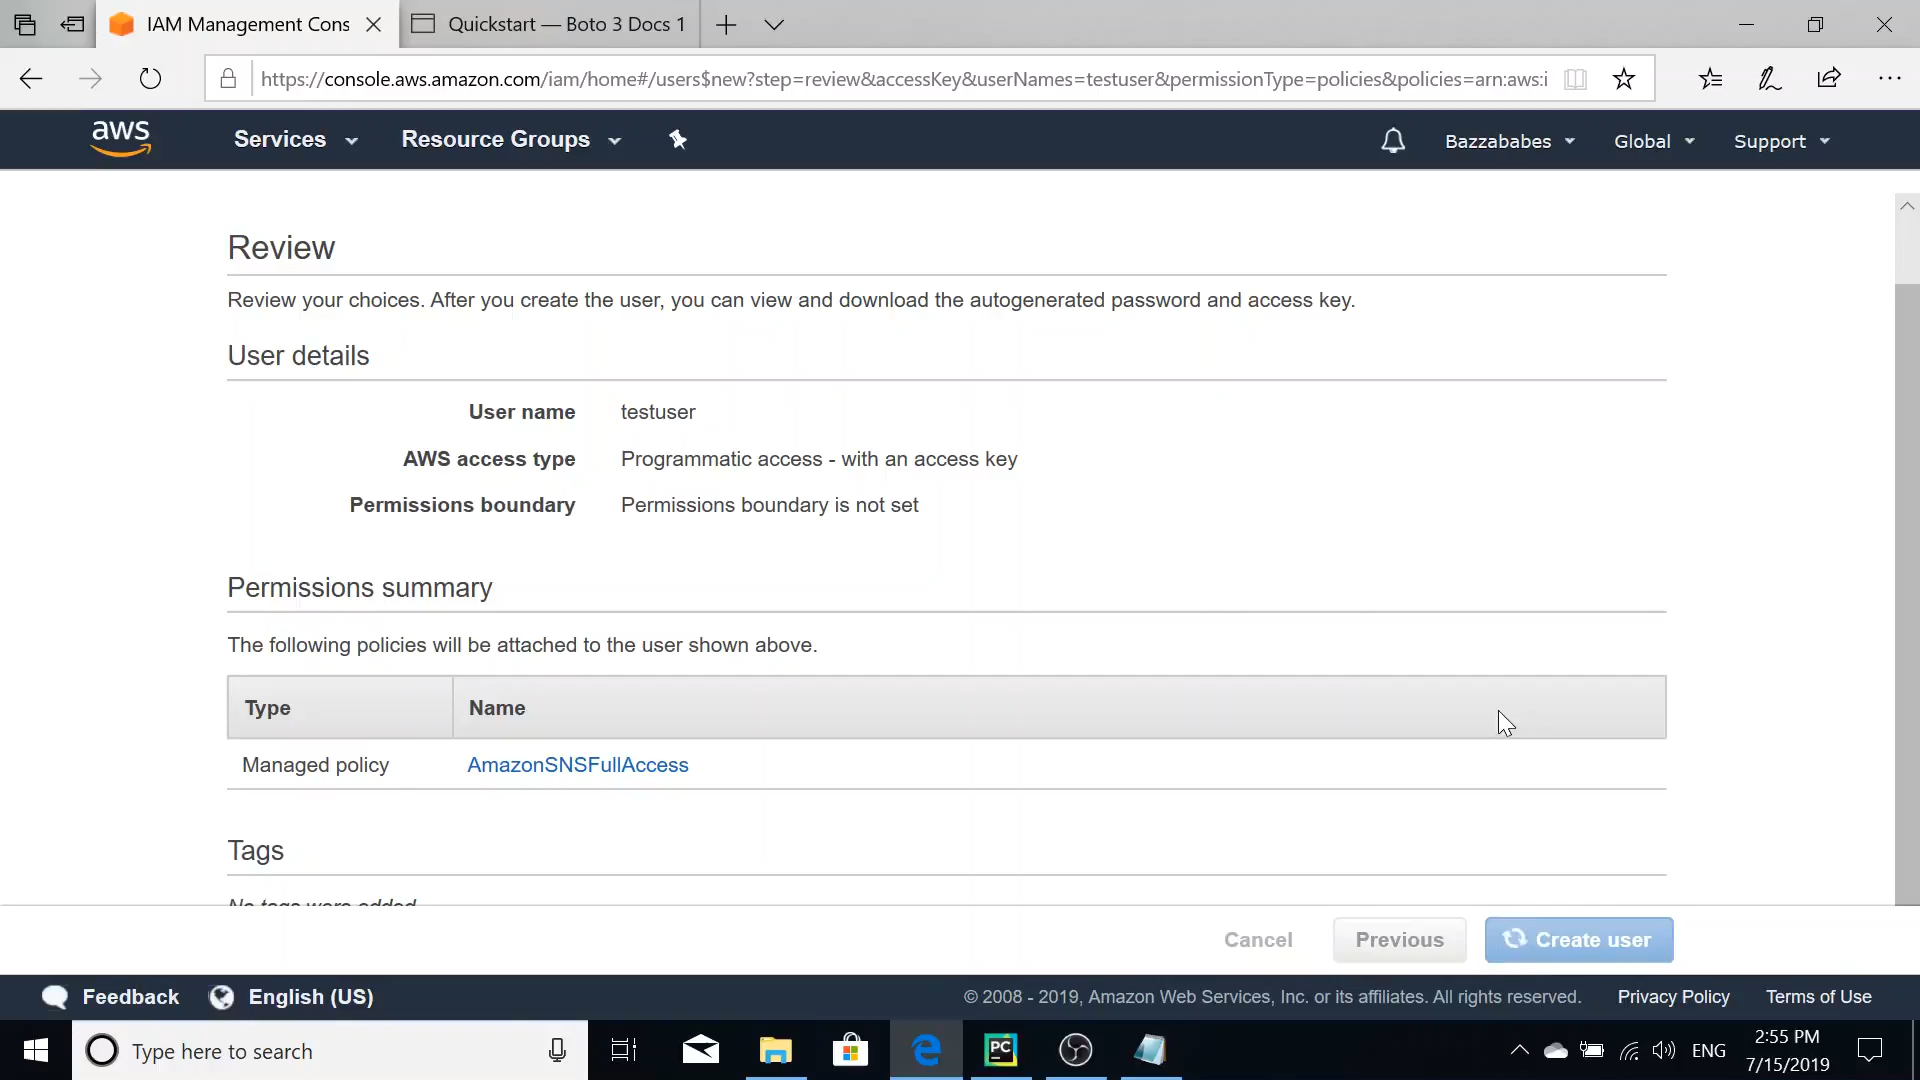 IAM Management Cons
Quickstart — Boto 3 Docs 1
https://console.aws.amazon.com/iam/home#/users$new?step=review&accessKey&userNames=testuser&permissionType=policies&policies=arn:aws:i
aws
Services
Resource Groups
Bazzababes
Global
Support
Review
Review your choices. After you create the user, you can view and download the autogenerated password and access key.
User details
User name testuser
AWS access type Programmatic access - with an access key
Permissions boundary Permissions boundary is not set
Permissions summary
The following policies will be attached to the user shown above.
Type Name
Managed policy AmazonSNSFullAccess
Tags
No tags were added.
Cancel
Previous
Create user
Feedback
English (US)
© 2008 - 2019, Amazon Web Services, Inc. or its affiliates. All rights reserved.
Privacy Policy
Terms of Use
Type here to search
PC
ENG
2:55 PM
7/15/2019